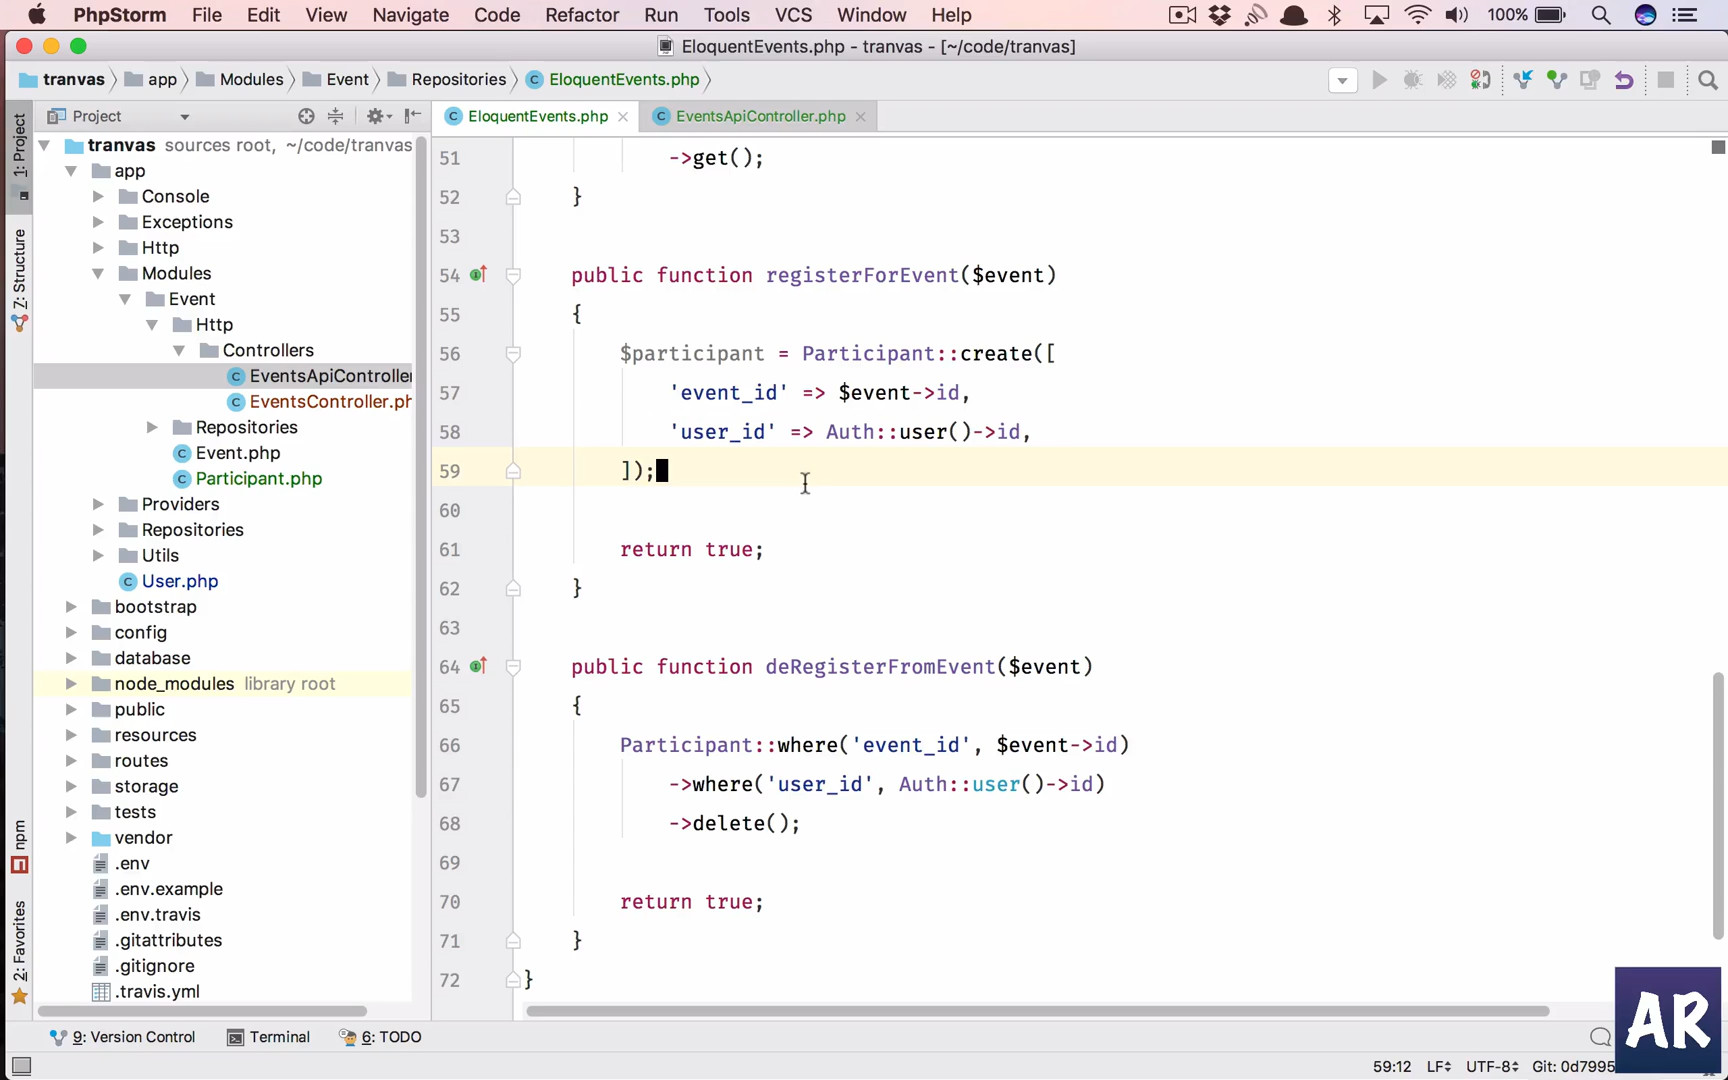 PhpStorm File Edit View Navigate Code Refactor Run Tools VCS Window Help 100%
EloquentEvents.php - tranvas - [~/code/tranvas]
tranvas app Modules Event Repositories EloquentEvents.php
1: Project
7: Structure
npm
2: Favorites
Project
tranvas sources root, ~/code/tranvas
app
Console
Exceptions
Http
Modules
Event
Http
Controllers
EventsApiController
EventsController.ph
Repositories
Event.php
Participant.php
Providers
Repositories
Utils
User.php
bootstrap
config
database
node_modules library root
public
resources
routes
storage
tests
vendor
.env
.env.example
.env.travis
.gitattributes
.gitignore
.travis.yml
EloquentEvents.php EventsApiController.php
51 ->get();
52 }
53
54 public function registerForEvent($event)
55 {
56 $participant = Participant::create([
57 'event_id' => $event->id,
58 'user_id' => Auth::user()->id,
59 ]);
60
61 return true;
62 }
63
64 public function deRegisterFromEvent($event)
65 {
66 Participant::where('event_id', $event->id)
67 ->where('user_id', Auth::user()->id)
68 ->delete();
69
70 return true;
71 }
72 }
9: Version Control Terminal 6: TODO
59:12 LF UTF-8 Git: 0d7995
AR